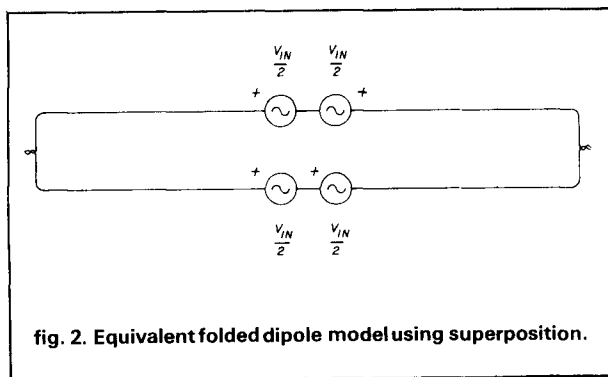 V_IN/2 V_IN/2
+ +
+ +
V_IN/2 V_IN/2
fig. 2. Equivalent folded dipole model using superposition.